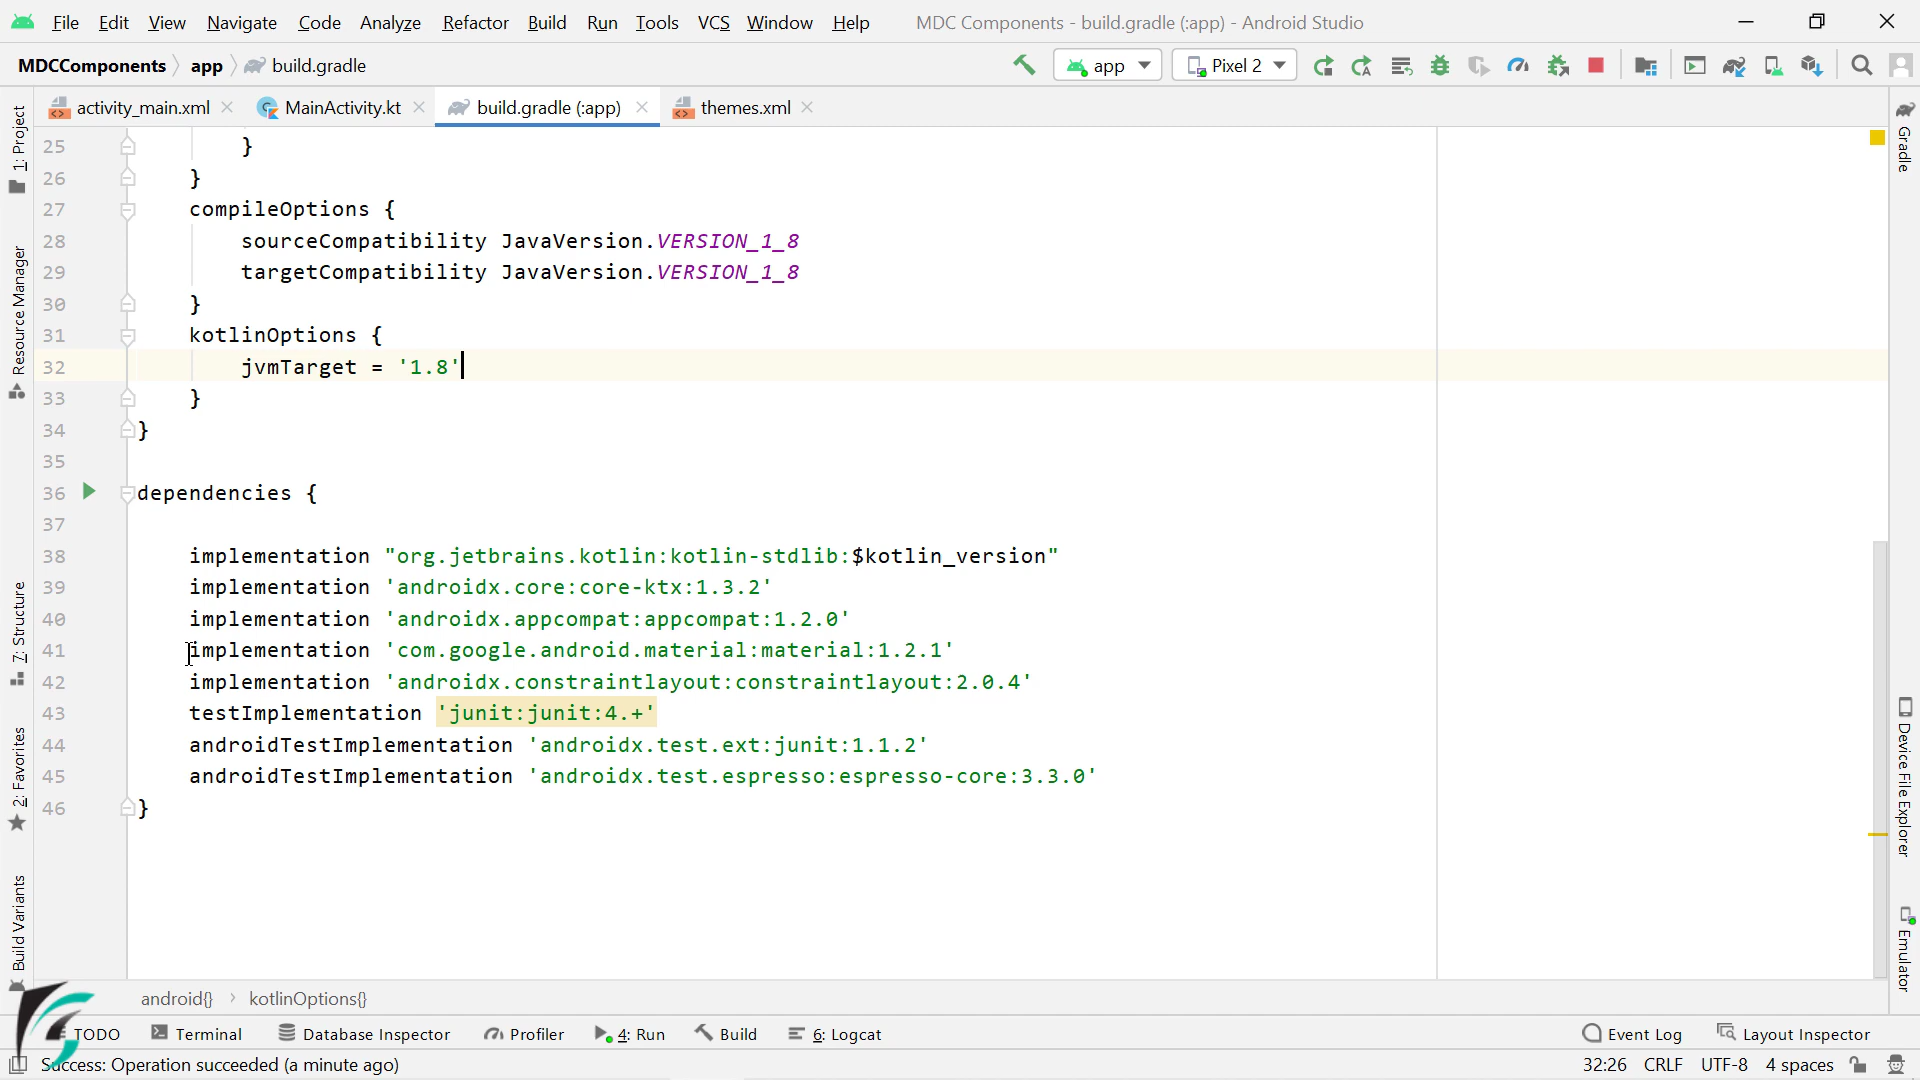 File Edit View Navigate Code Analyze Refactor Build Run Tools VCS Window Help MDC Components - build.gradle (:app) - Android Studio
MDCComponents app build.gradle app Pixel 2
activity_main.xml MainActivity.kt build.gradle (:app) themes.xml
1: Project
Resource Manager
7: Structure
2: Favorites
Build Variants
25 }
26 }
27 compileOptions {
28 sourceCompatibility JavaVersion.VERSION_1_8
29 targetCompatibility JavaVersion.VERSION_1_8
30 }
31 kotlinOptions {
32 jvmTarget = '1.8'
33 }
34 }
35
36 dependencies {
37
38 implementation "org.jetbrains.kotlin:kotlin-stdlib:$kotlin_version"
39 implementation 'androidx.core:core-ktx:1.3.2'
40 implementation 'androidx.appcompat:appcompat:1.2.0'
41 implementation 'com.google.android.material:material:1.2.1'
42 implementation 'androidx.constraintlayout:constraintlayout:2.0.4'
43 testImplementation 'junit:junit:4.+'
44 androidTestImplementation 'androidx.test.ext:junit:1.1.2'
45 androidTestImplementation 'androidx.test.espresso:espresso-core:3.3.0'
46 }
Gradle
Device File Explorer
Emulator
android{} kotlinOptions{}
TODO Terminal Database Inspector Profiler 4: Run Build 6: Logcat Event Log Layout Inspector
Success: Operation succeeded (a minute ago) 32:26 CRLF UTF-8 4 spaces